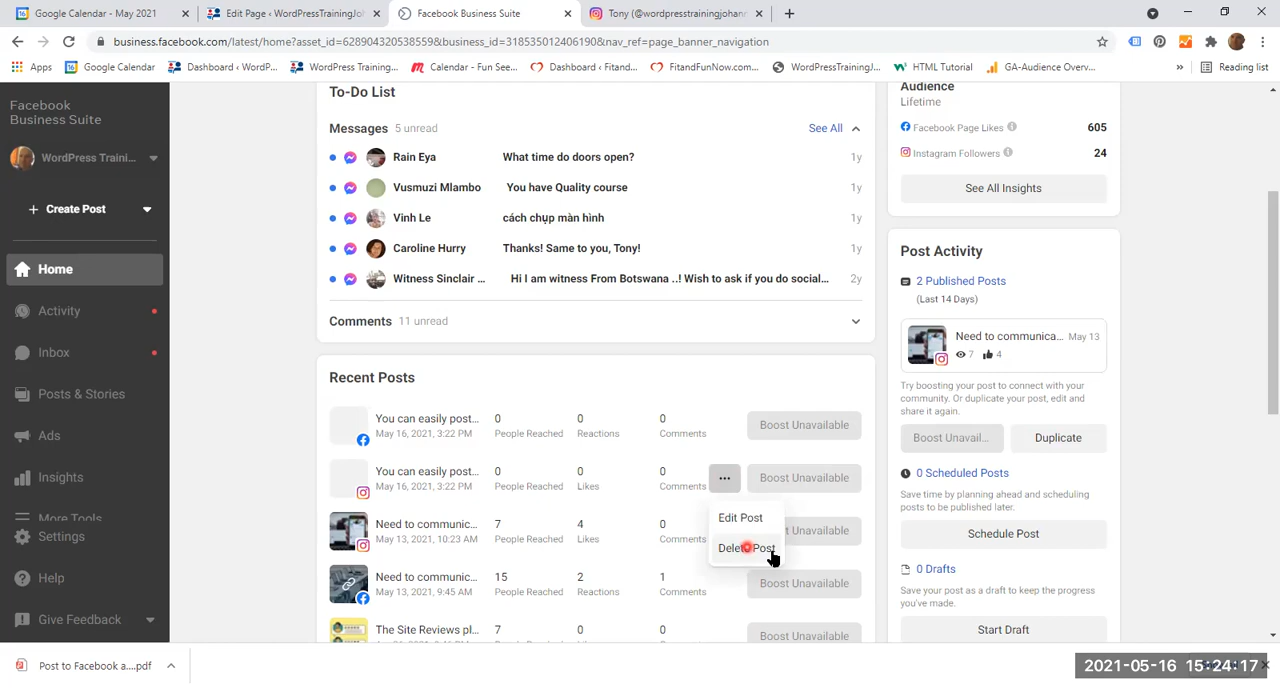 Google Calendar - May 2021
Edit Page ‹ WordPressTrainingJoh
Facebook Business Suite
Tony (@wordpresstrainingjohann
business.facebook.com/latest/home?asset_id=628904320538559&business_id=318535012406190&nav_ref=page_banner_navigation
Apps
Google Calendar
Dashboard ‹ WordP...
WordPress Training...
Calendar - Fun See...
Dashboard ‹ Fitand...
FitandFunNow.com...
WordPressTrainingJ...
HTML Tutorial
GA-Audience Overv...
»
Reading list
Facebook
Business Suite
WordPress Traini...
+ Create Post
Home
Activity
Inbox
Posts & Stories
Ads
Insights
More Tools
Settings
Help
Give Feedback
To-Do List
Messages 5 unread
See All
Rain Eya What time do doors open? 1y
Vusmuzi Mlambo You have Quality course 1y
Vinh Le cách chụp màn hình 1y
Caroline Hurry Thanks! Same to you, Tony! 1y
Witness Sinclair ... Hi I am witness From Botswana ..! Wish to ask if you do social... 2y
Comments 11 unread
Recent Posts
You can easily post... 0 0 0
May 16, 2021, 3:22 PM People Reached Reactions Comments
Boost Unavailable
You can easily post... 0 0 0
May 16, 2021, 3:22 PM People Reached Likes Comments
...
Boost Unavailable
Edit Post
Delete Post
Need to communic... 7 4 0
May 13, 2021, 10:23 AM People Reached Likes Comments
t Unavailable
Need to communic... 15 2 1
May 13, 2021, 9:45 AM People Reached Reactions Comments
Boost Unavailable
The Site Reviews pl... 7 0 0
Boost Unavailable
Audience
Lifetime
Facebook Page Likes 605
Instagram Followers 24
See All Insights
Post Activity
2 Published Posts
(Last 14 Days)
Need to communica... May 13
7 4
Try boosting your post to connect with your
community. Or duplicate your post, edit and
share it again.
Boost Unavail...
Duplicate
0 Scheduled Posts
Save time by planning ahead and scheduling
posts to be published later.
Schedule Post
0 Drafts
Save your post as a draft to keep the progress
you've made.
Start Draft
Post to Facebook a....pdf
2021-05-16 15:24:17